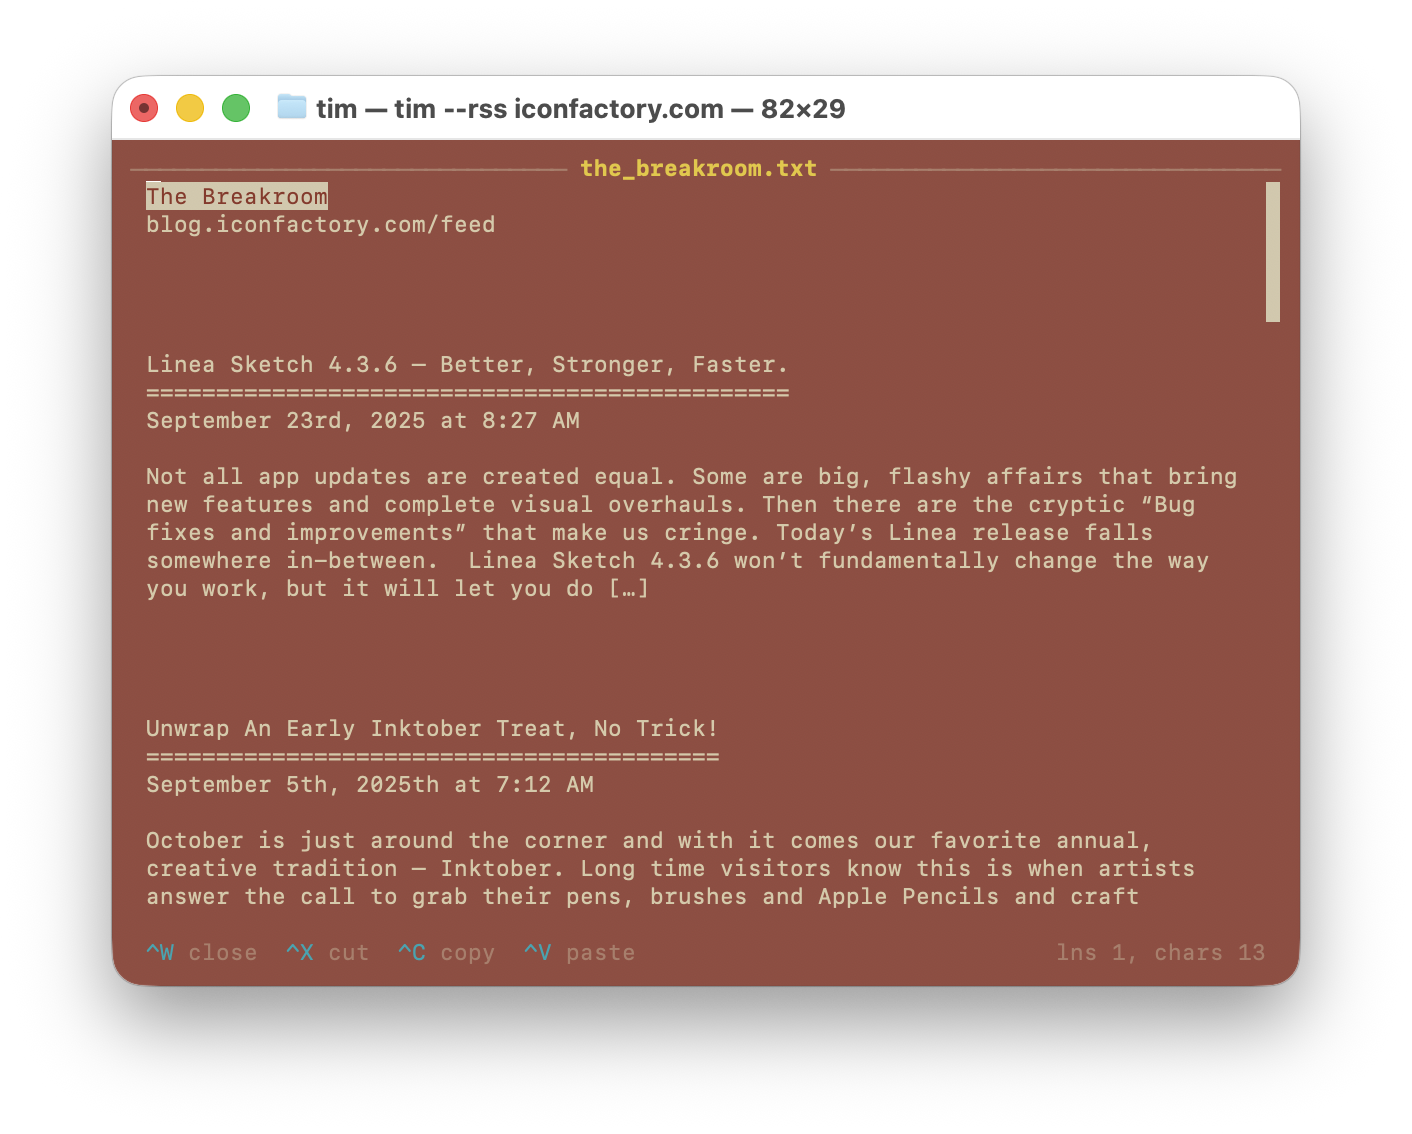 tim — tim --rss iconfactory.com — 82×29
the_breakroom.txt
The Breakroom
blog.iconfactory.com/feed
Linea Sketch 4.3.6 — Better, Stronger, Faster.
==============================================
September 23rd, 2025 at 8:27 AM
Not all app updates are created equal. Some are big, flashy affairs that bring
new features and complete visual overhauls. Then there are the cryptic “Bug
fixes and improvements” that make us cringe. Today’s Linea release falls
somewhere in–between.  Linea Sketch 4.3.6 won’t fundamentally change the way
you work, but it will let you do […]
Unwrap An Early Inktober Treat, No Trick!
=========================================
September 5th, 2025th at 7:12 AM
October is just around the corner and with it comes our favorite annual,
creative tradition — Inktober. Long time visitors know this is when artists
answer the call to grab their pens, brushes and Apple Pencils and craft
^W close  ^X cut  ^C copy  ^V paste lns 1, chars 13